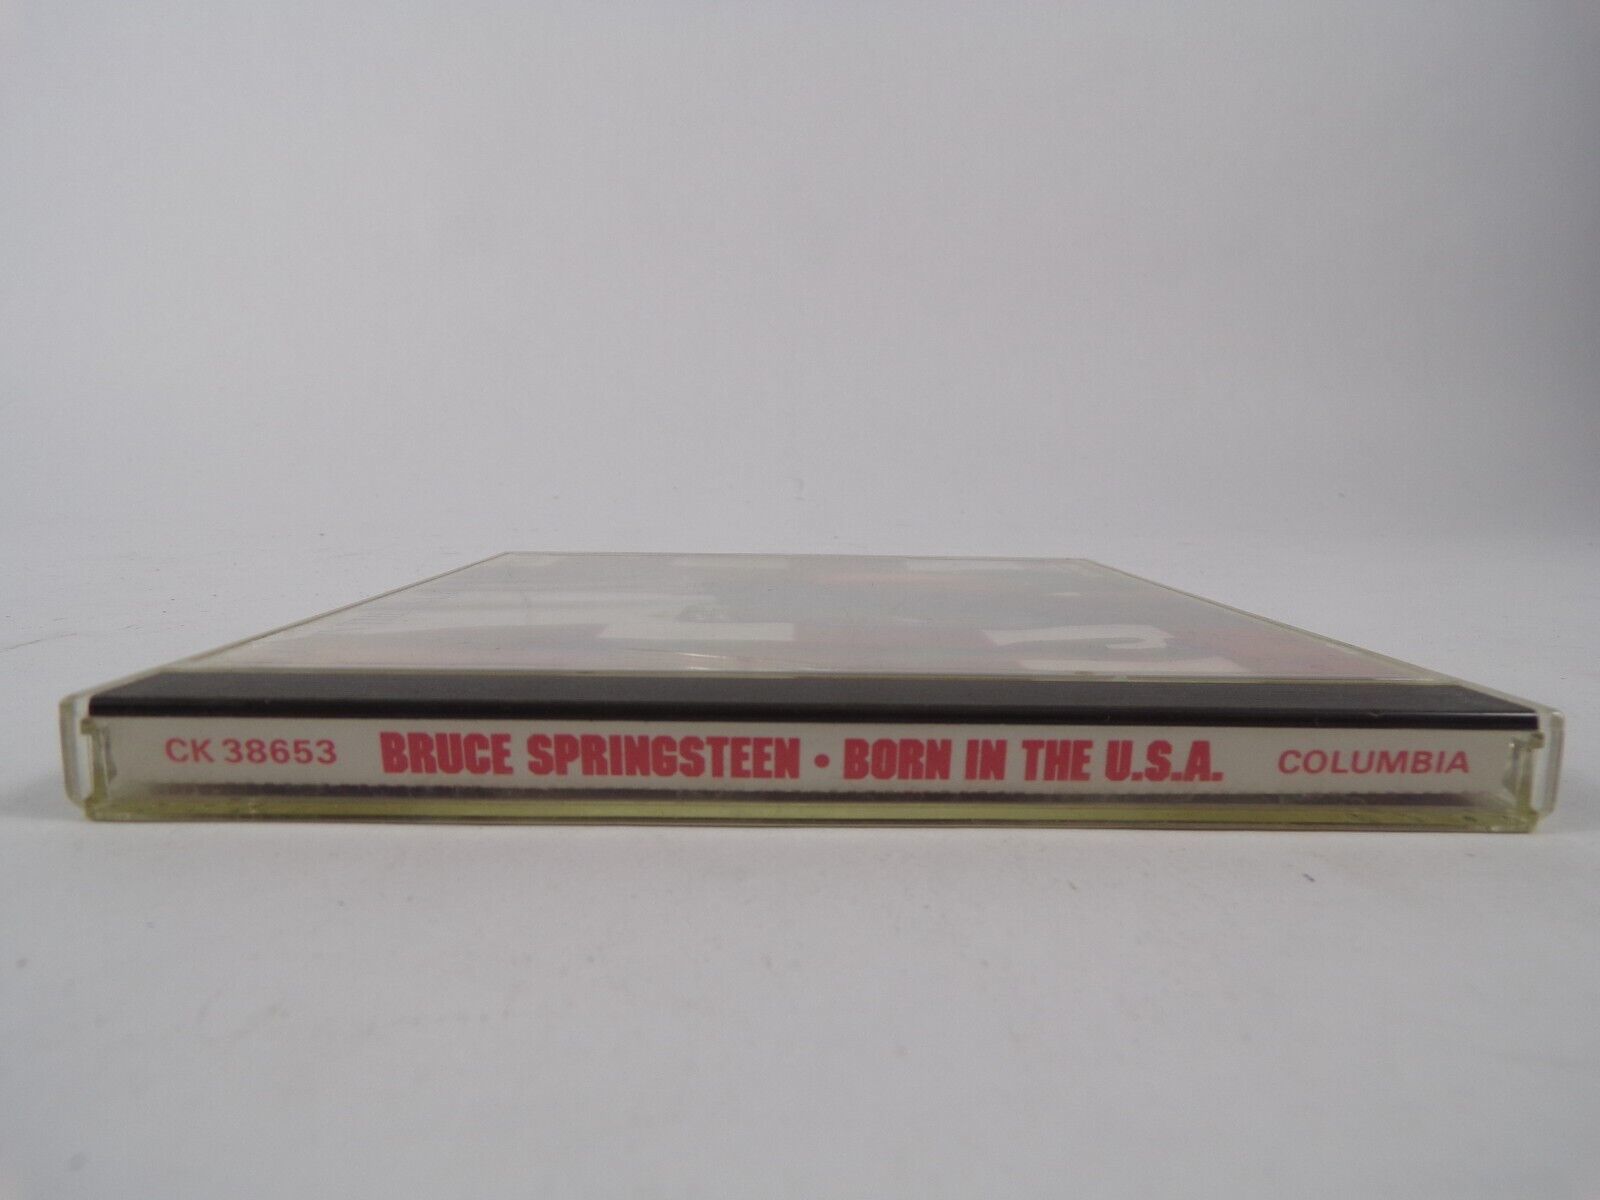 CK 38653 BRUCE SPRINGSTEEN • BORN IN THE U.S.A. COLUMBIA